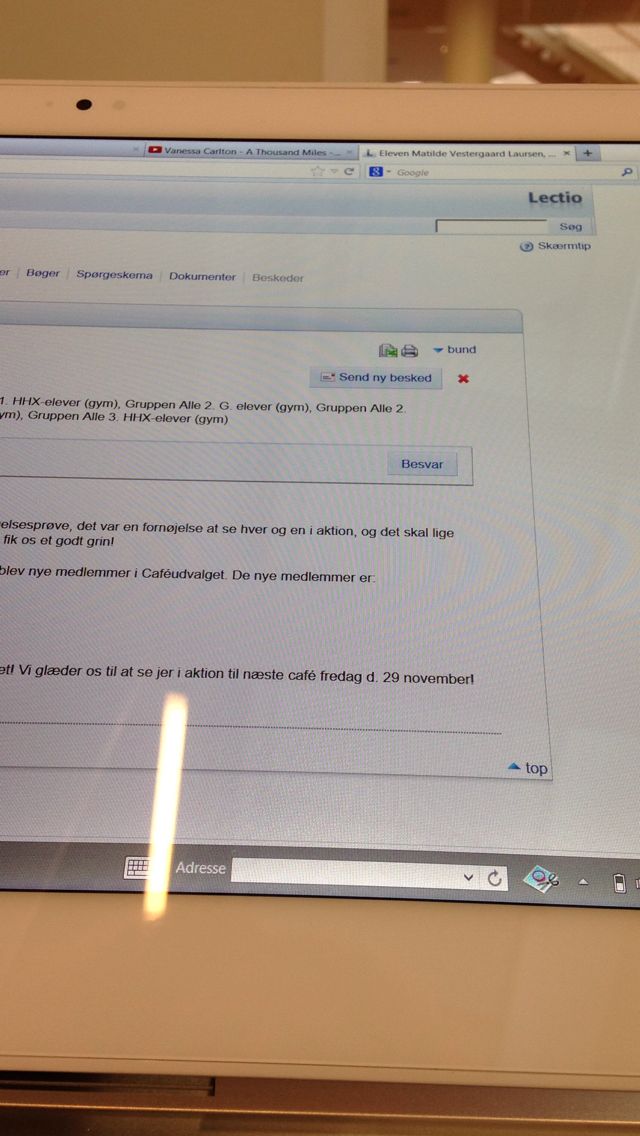 Vanessa Carlton - A Thousand Miles -...
Eleven Matilde Vestergaard Laursen, ...
Google
Lectio
Søg
Skærmtip
er | Bøger | Spørgeskema | Dokumenter | Beskeder
bund
Send ny besked
1. HHX-elever (gym), Gruppen Alle 2. G. elever (gym), Gruppen Alle 2.
ym), Gruppen Alle 3. HHX-elever (gym)
Besvar
elsesprøve, det var en fornøjelse at se hver og en i aktion, og det skal lige
fik os et godt grin!
blev nye medlemmer i Caféudvalget. De nye medlemmer er:
et! Vi glæder os til at se jer i aktion til næste café fredag d. 29 november!
top
Adresse